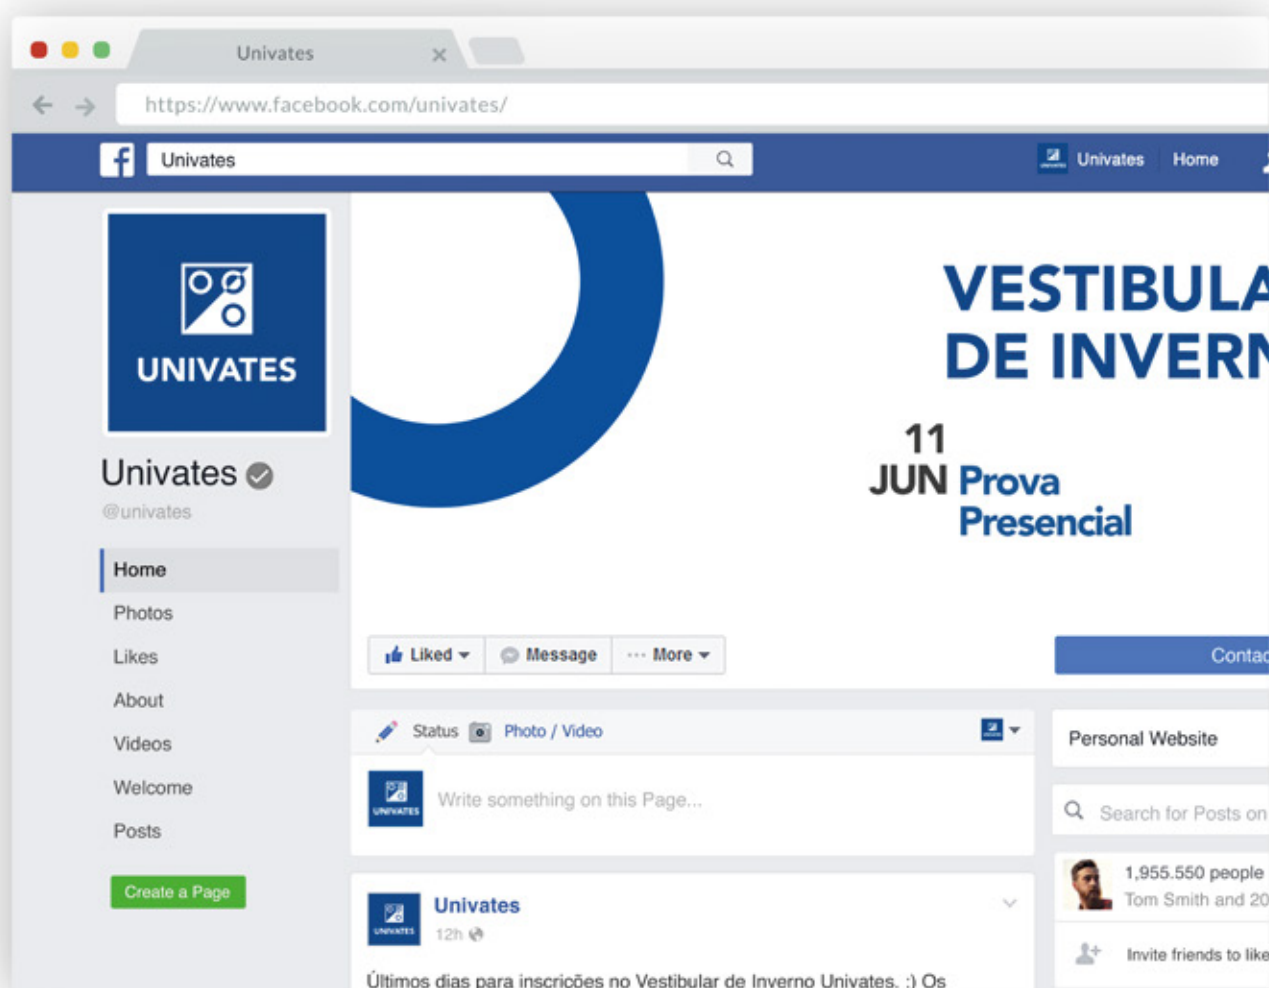 Univates
https://www.facebook.com/univates/
f Univates
Univates Home
UNIVATES
VESTIBULA
DE INVERN
11
JUN Prova
Presencial
Univates
@univates
Home
Photos
Likes
About
Videos
Welcome
Posts
Create a Page
Liked Message ... More
Contac
Status Photo / Video
UNIVATES
Write something on this Page...
Personal Website
Search for Posts on
1,955.550 people
Tom Smith and 20
Invite friends to like
UNIVATES
Univates
12h
Últimos dias para inscrições no Vestibular de Inverno Univates. :) Os